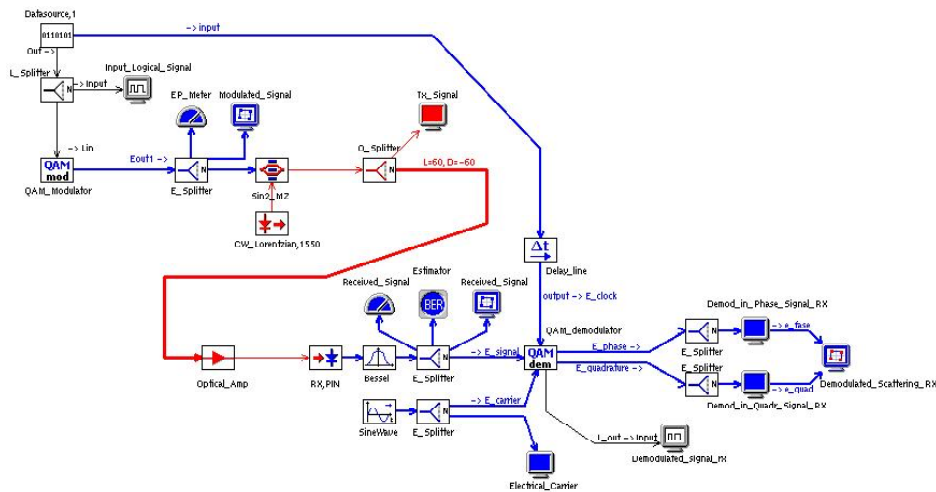 Datasource,1
0110101
-> input
Out ->
L_Splitter
N
-> Input
Input_Logical_Signal
EP_Meter
Modulated_Signal
Tx_Signal
-> Lin
QAM
mod
QAM_Modulator
Eout1 ->
N
E_Splitter
Sin2_MZ
O_Splitter
N
L=60, D=-60
CW_Lorentzian,1550
Δt
Delay_line
output -> E_clock
Received_Signal
Estimator
BER
Received_Signal
QAM_demodulator
Demod_in_Phase_Signal_RX
Optical_Amp
RX,PIN
Bessel
N
E_Splitter
-> E_signal
QAM
dem
E_phase ->
E_quadrature ->
N
E_Splitter
-> e_fase
N
E_Splitter
-> e_quad
Demodulated_Scattering_RX
Demod_in_Quadr_Signal_RX
SineWave
N
E_Splitter
-> E_carrier
L_out -> Input
Demodulated_signal_rx
Electrical_Carrier